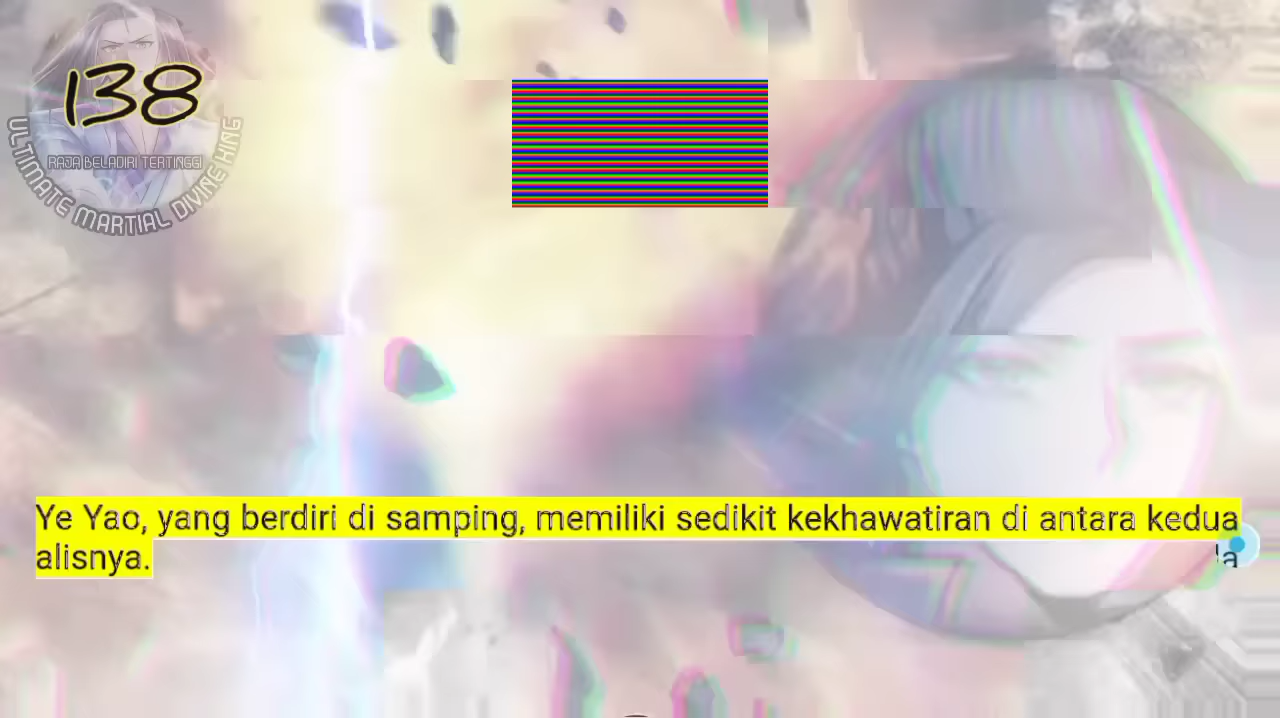 138
RAJA BELADIRI TERTINGGI
ULTIMATE MARTIAL DIVINE KING
Ye Yao, yang berdiri di samping, memiliki sedikit kekhawatiran di antara kedua
alisnya.